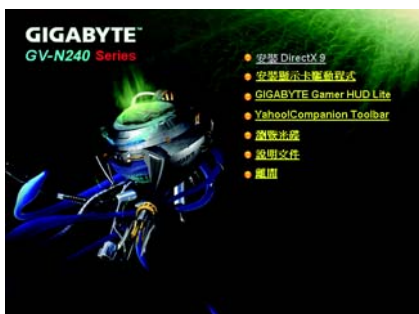 GIGABYTE™
GV-N240 Series
安裝 DirectX 9
安裝顯示卡驅動程式
GIGABYTE Gamer HUD Lite
Yahoo!Companion Toolbar
瀏覽光碟
說明文件
離開